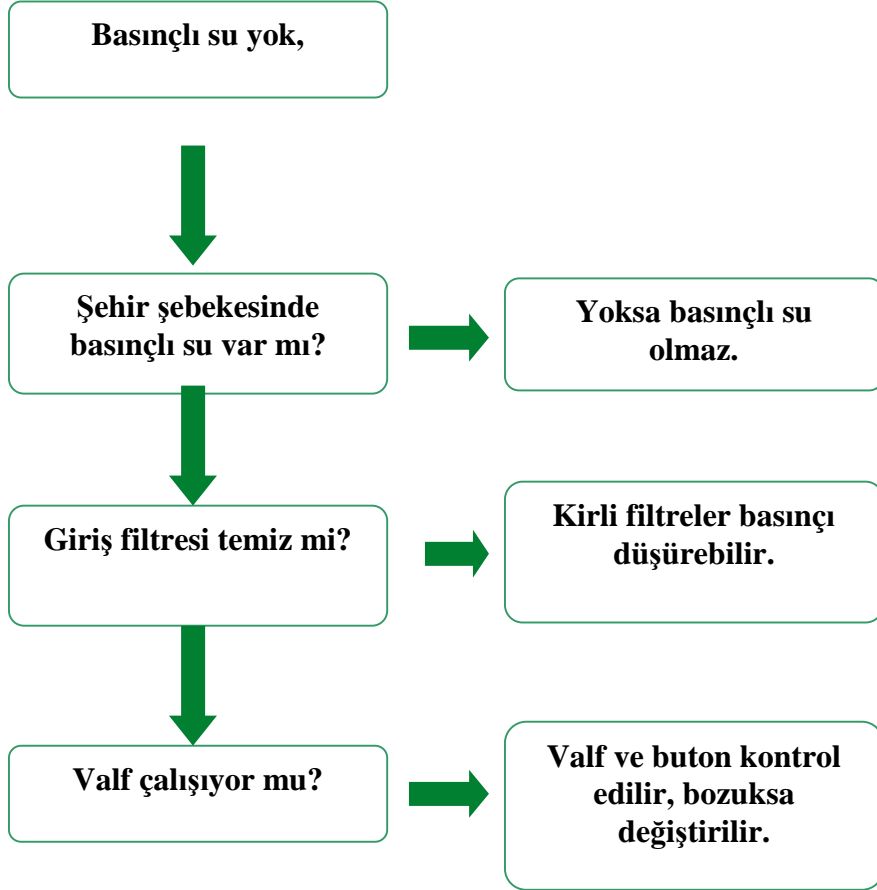 Basınçlı su yok,
Şehir şebekesinde
basınçlı su var mı?
Yoksa basınçlı su
olmaz.
Giriş filtresi temiz mi?
Kirli filtreler basınçı
düşürebilir.
Valf çalışıyor mu?
Valf ve buton kontrol
edilir, bozuksa
değiştirilir.